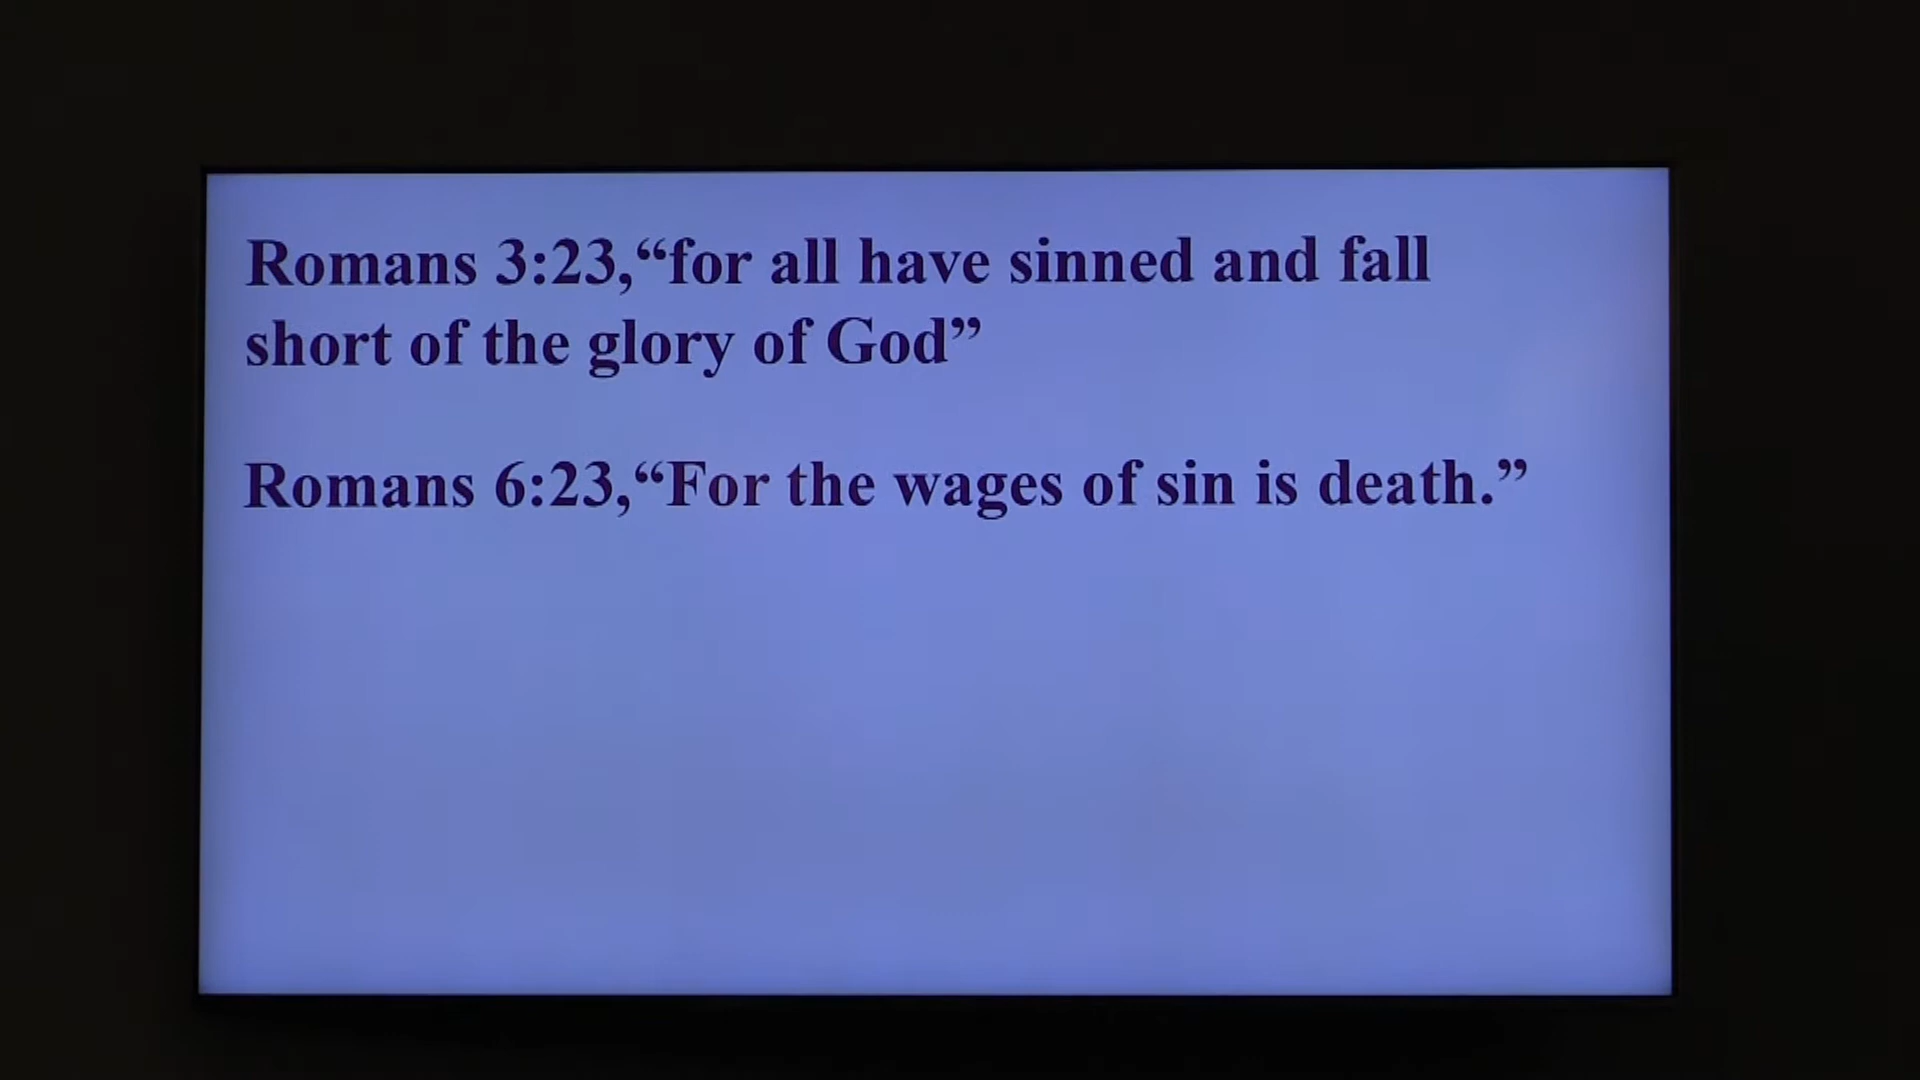 Romans 3:23,“for all have sinned and fall
short of the glory of God”
Romans 6:23,“For the wages of sin is death.”